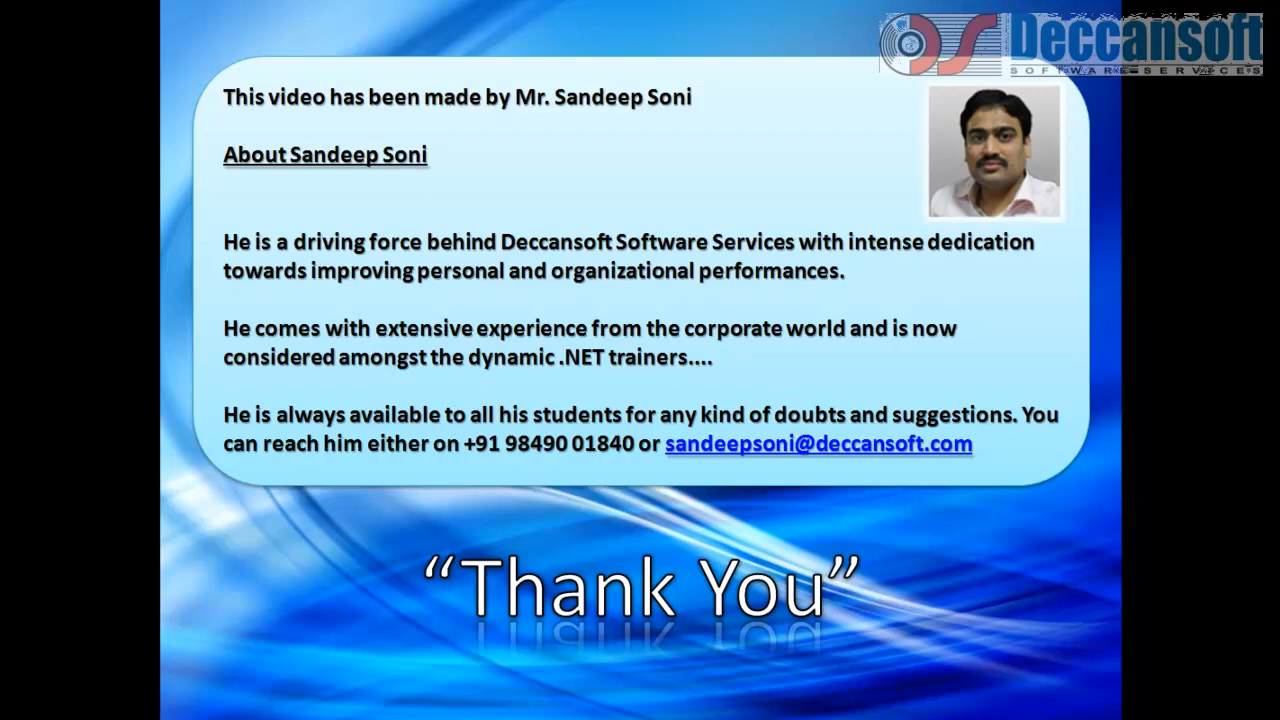 DS Deccansoft
SOFTWARE SERVICES
This video has been made by Mr. Sandeep Soni
About Sandeep Soni
He is a driving force behind Deccansoft Software Services with intense dedication
towards improving personal and organizational performances.
He comes with extensive experience from the corporate world and is now
considered amongst the dynamic .NET trainers....
He is always available to all his students for any kind of doubts and suggestions. You
can reach him either on +91 98490 01840 or sandeepsoni@deccansoft.com
“Thank You”